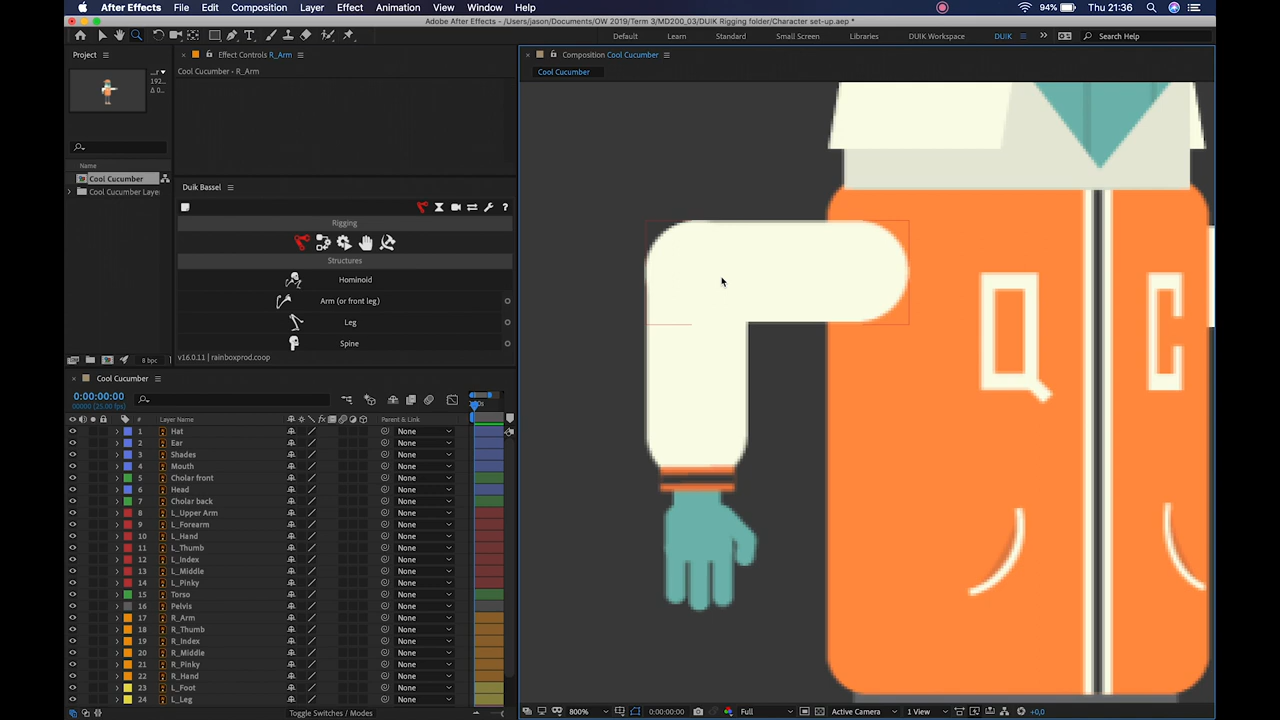 After Effects File Edit Composition Layer Effect Animation View Window Help 94% Thu 21:36
Adobe After Effects - /Users/jason/Documents/OW 2019/Term 3/MD200_03/DUIK Rigging folder/Character set-up.aep *
Default Learn Standard Small Screen Libraries DUIK Workspace DUIK Search Help
Project Effect Controls R_Arm Composition Cool Cucumber
Cool Cucumber • R_Arm Cool Cucumber
Duik Bassel
Name
Cool Cucumber
Cool Cucumber Laye
Rigging
Structures
Hominoid
Arm (or front leg)
Leg
Spine
8 bpc v16.0.11 | rainboxprod.coop
Q C
Cool Cucumber
0:00:00:00
00000 (25.00 fps)
# Layer Name Parent & Link
1 Hat None
2 Ear None
3 Shades None
4 Mouth None
5 Cholar front None
6 Head None
7 Cholar back None
8 L_Upper Arm None
9 L_Forearm None
10 L_Hand None
11 L_Thumb None
12 L_Index None
13 L_Middle None
14 L_Pinky None
15 Torso None
16 Pelvis None
17 R_Arm None
18 R_Thumb None
19 R_Index None
20 R_Middle None
21 R_Pinky None
22 R_Hand None
23 L_Foot None
24 L_Leg None
Toggle Switches / Modes 800% 0:00:00:00 Full Active Camera 1 View +0,0